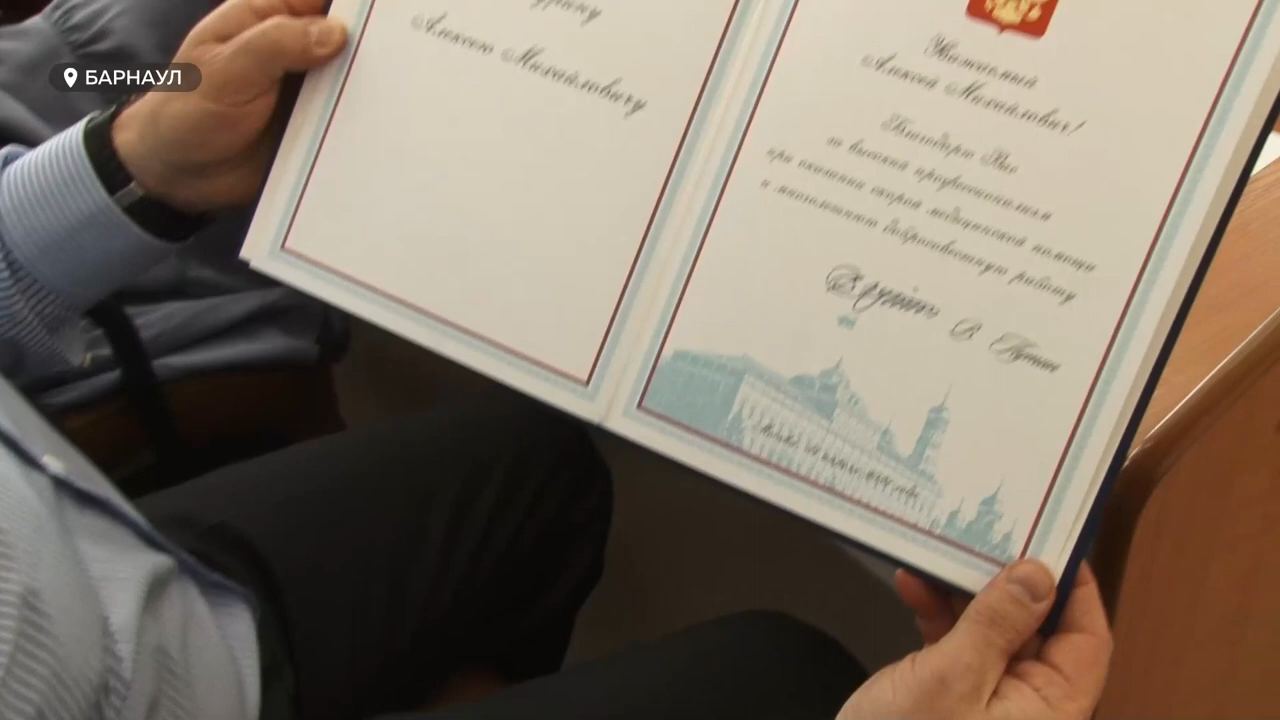 БАРНАУЛ
Алексею Михайловичу
Уважаемый
Алексей Михайлович!
Благодарю Вас
за высокий профессионализм
при оказании скорой медицинской помощи
и многолетнюю добросовестную работу
В. Путин